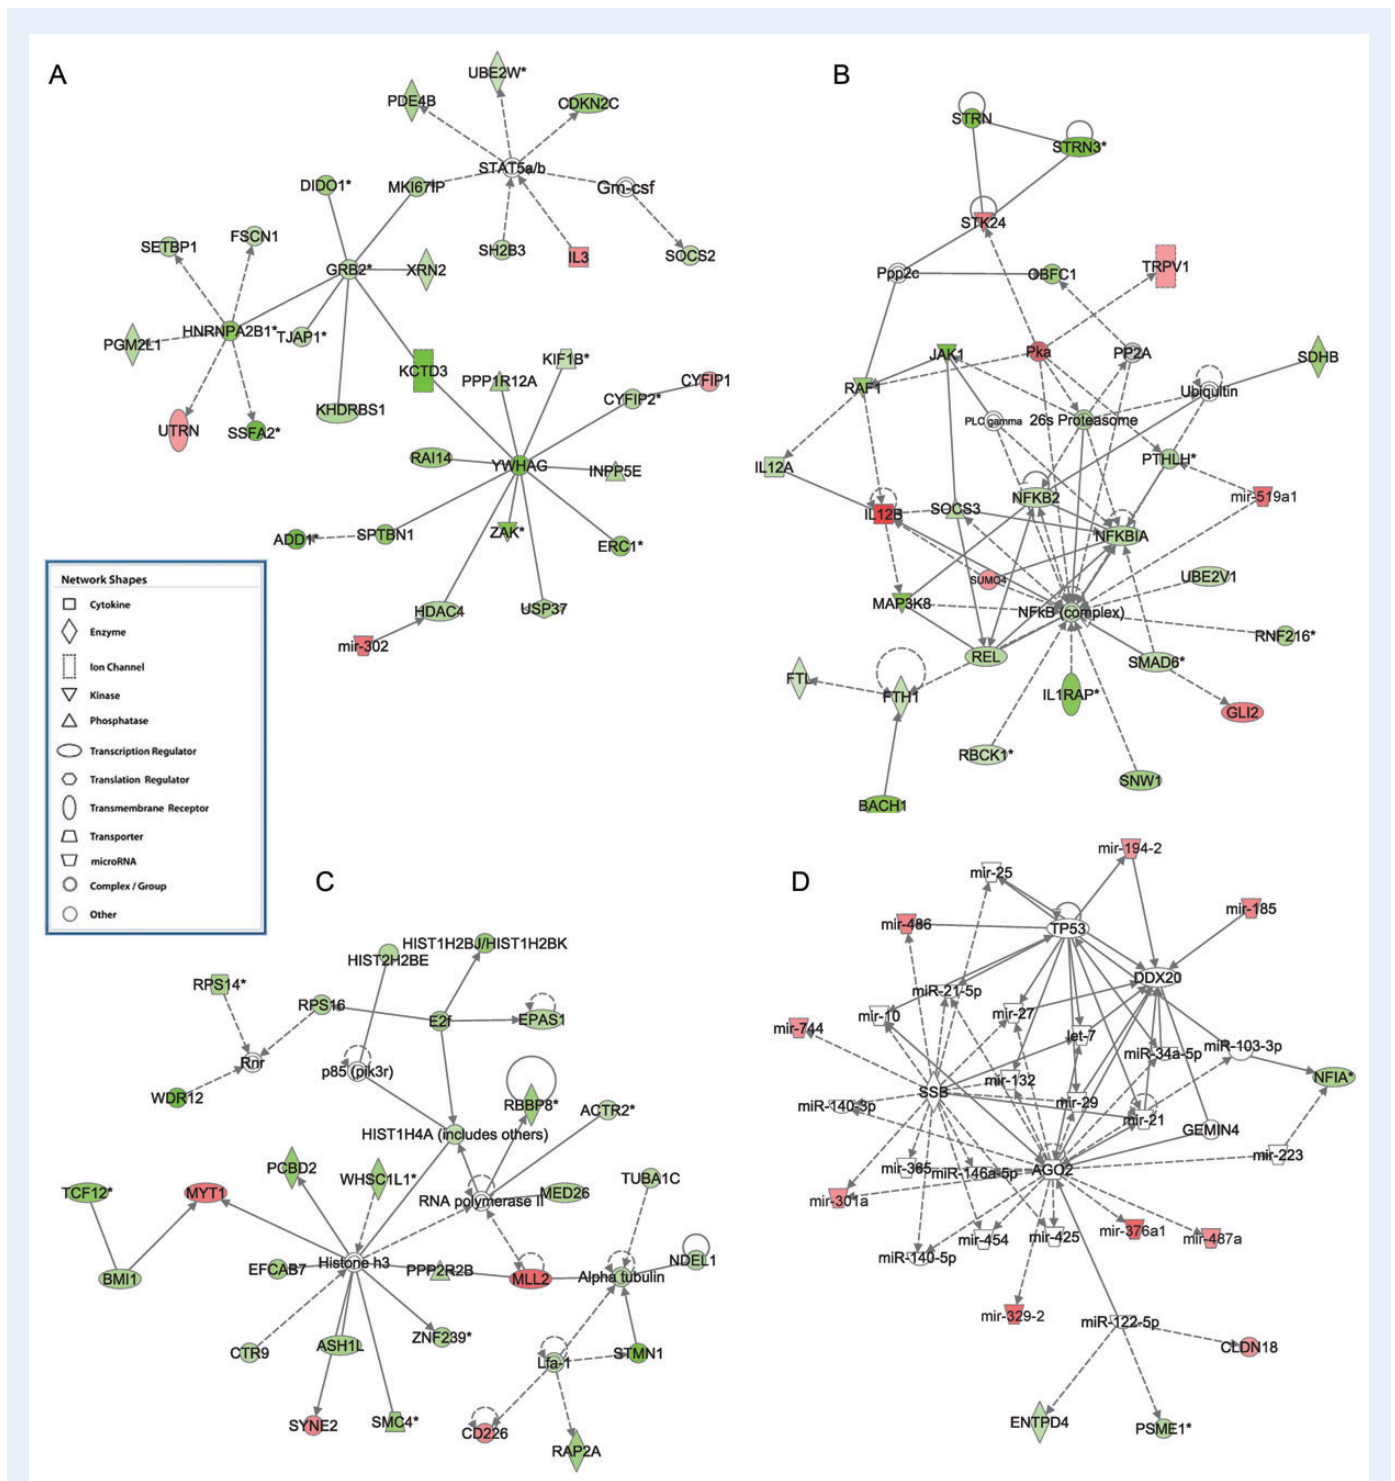 A
UBE2W*
PDE4B
CDKN2C
STAT5a/b
DIDO1*
MKI67IP
Gm-csf
SETBP1
FSCN1
SH2B3
IL3
SOCS2
GRB2*
XRN2
HNRNPA2B1*
TJAP1*
PGM2L1
KCTD3
KIF1B*
PPP1R12A
CYFIP1
CYFIP2*
KHDRBS1
UTRN
SSFA2*
RAI14
YWHAG
INPP5E
ADD1*
SPTBN1
ZAK*
ERC1*
HDAC4
USP37
mir-302
Network Shapes
Cytokine
Enzyme
Ion Channel
Kinase
Phosphatase
Transcription Regulator
Translation Regulator
Transmembrane Receptor
Transporter
microRNA
Complex / Group
Other
B
STRN
STRN3*
STK24
Ppp2c
OBFC1
TRPV1
JAK1
Pka
PP2A
SDHB
RAF1
Ubiquitin
PLC gamma
26s Proteasome
IL12A
PTHLH*
mir-519a1
NFKB2
IL12B
SOCS3
NFKBIA
SUMO4
UBE2V1
MAP3K8
NFkB (complex)
RNF216*
REL
SMAD6*
FTL
FTH1
IL1RAP*
GLI2
RBCK1*
SNW1
BACH1
C
HIST1H2BJ/HIST1H2BK
HIST2H2BE
RPS14*
RPS16
E2f
EPAS1
Rnr
p85 (pik3r)
WDR12
RBBP8*
ACTR2*
HIST1H4A (includes others)
PCBD2
WHSC1L1*
TUBA1C
TCF12*
MYT1
RNA polymerase II
MED26
BMI1
EFCAB7
Histone h3
PPP2R2B
MLL2
Alpha tubulin
NDEL1
CTR9
ASH1L
ZNF239*
Lfa-1
STMN1
SYNE2
SMC4*
CD226
RAP2A
D
mir-194-2
mir-25
mir-486
TP53
mir-185
DDX20
miR-21-5p
mir-10
mir-27
mir-744
let-7
miR-103-3p
miR-34a-5p
NFIA*
SSB
mir-132
miR-140-3p
mir-29
mir-21
GEMIN4
mir-365
miR-146a-5p
AGO2
mir-223
mir-301a
mir-454
mir-425
mir-376a1
mir-487a
miR-140-5p
mir-329-2
miR-122-5p
CLDN18
ENTPD4
PSME1*